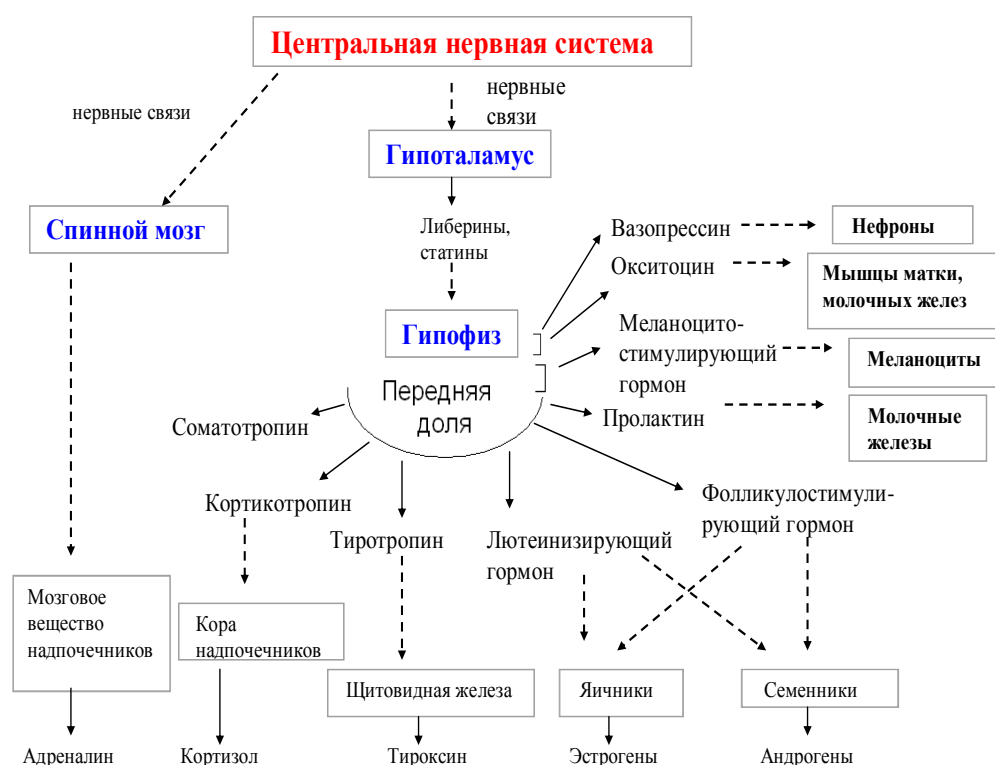 Центральная нервная система
нервные связи
нервные
связи
Гипоталамус
Спинной мозг
Либерины,
статины
Гипофиз
Передняя
доля
Вазопрессин
Нефроны
Окситоцин
Мышцы матки,
молочных желез
Меланоцито-
стимулирующий
гормон
Меланоциты
Пролактин
Молочные
железы
Соматотропин
Кортикотропин
Тиротропин
Лютеинизирующий
гормон
Фолликулостимули-
рующий гормон
Мозговое
вещество
надпочечников
Кора
надпочечников
Щитовидная железа
Яичники
Семенники
Адреналин
Кортизол
Тироксин
Эстрогены
Андрогены